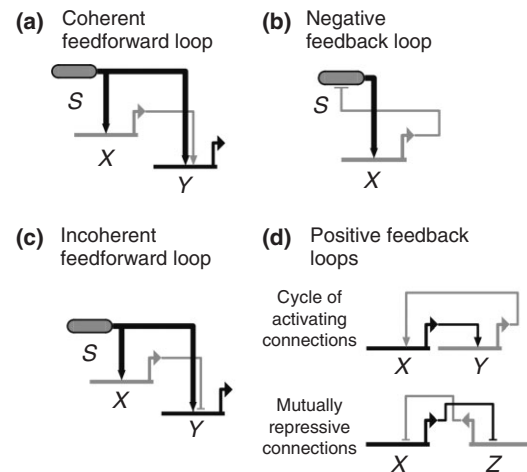 (a) Coherent
feedforward loop
S
X
Y
(b) Negative
feedback loop
S
X
(c) Incoherent
feedforward loop
S
X
Y
(d) Positive feedback
loops
Cycle of
activating
connections
X Y
Mutually
repressive
connections
X Z